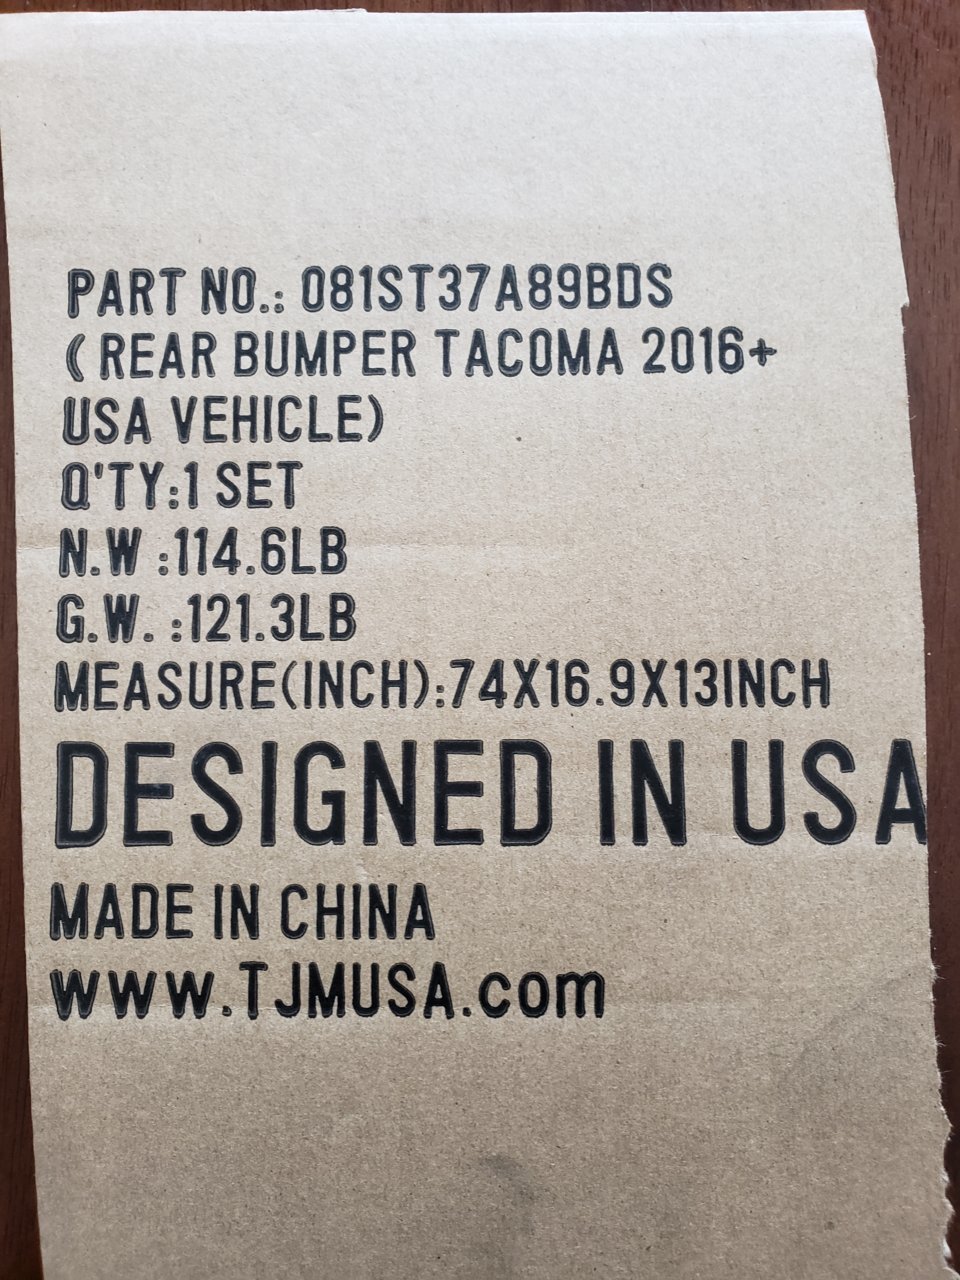 PART NO.: 081ST37A89BDS
(REAR BUMPER TACOMA 2016+
USA VEHICLE)
Q'TY:1 SET
N.W :114.6LB
G.W. :121.3LB
MEASURE(INCH):74X16.9X13INCH
DESIGNED IN USA
MADE IN CHINA
www.TJMUSA.com